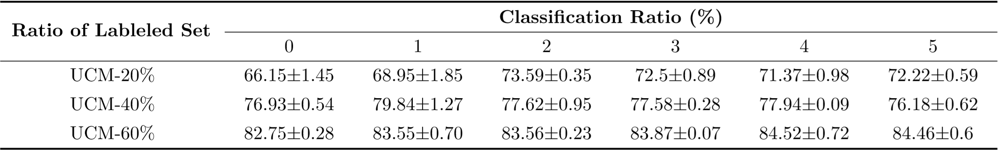 Classification Ratio (%)
Ratio of Lableled Set
0 1 2 3 4 5
UCM-20% 66.15±1.45 68.95±1.85 73.59±0.35 72.5±0.89 71.37±0.98 72.22±0.59
UCM-40% 76.93±0.54 79.84±1.27 77.62±0.95 77.58±0.28 77.94±0.09 76.18±0.62
UCM-60% 82.75±0.28 83.55±0.70 83.56±0.23 83.87±0.07 84.52±0.72 84.46±0.6